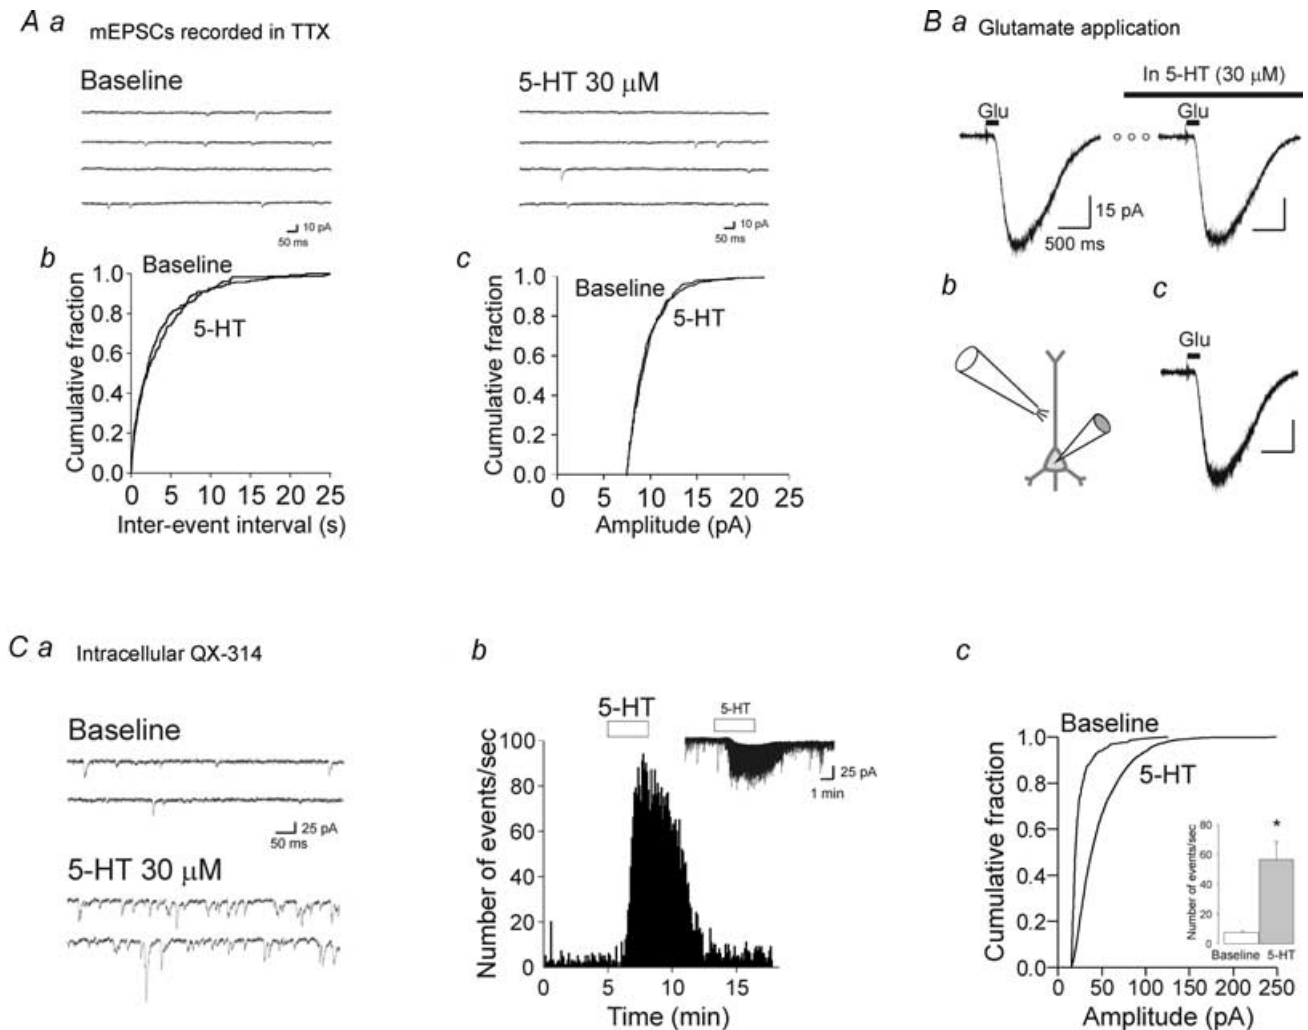 A a mEPSCs recorded in TTX
Baseline
10 pA
50 ms
5-HT 30 μM
10 pA
50 ms
b
Baseline
5-HT
Cumulative fraction
1.0
0.8
0.6
0.4
0.2
0.0
0 5 10 15 20 25
Inter-event interval (s)
c
Baseline
5-HT
Cumulative fraction
1.0
0.8
0.6
0.4
0.2
0.0
0 5 10 15 20 25
Amplitude (pA)
B a Glutamate application
In 5-HT (30 μM)
Glu
Glu
15 pA
500 ms
b
c
Glu
C a Intracellular QX-314
Baseline
25 pA
50 ms
5-HT 30 μM
b
5-HT
5-HT
25 pA
1 min
Number of events/sec
100
80
60
40
20
0
0 5 10 15
Time (min)
c
Baseline
5-HT
Cumulative fraction
1.0
0.8
0.6
0.4
0.2
0.0
0 50 100 150 200 250
Amplitude (pA)
Number of events/sec
80
60
40
20
0
*
Baseline 5-HT